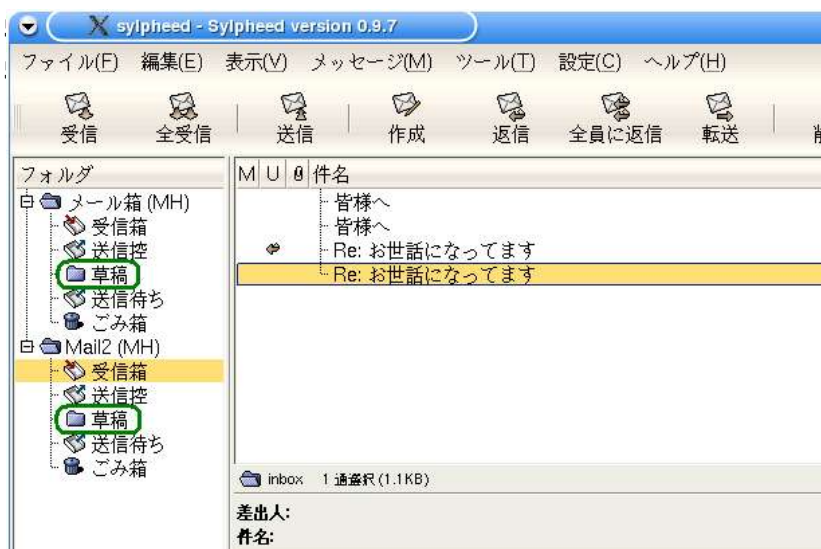 sylpheed - Sylpheed version 0.9.7
ファイル(F) 編集(E) 表示(V) メッセージ(M) ツール(T) 設定(C) ヘルプ(H)
受信 全受信 送信 作成 返信 全員に返信 転送
フォルダ
メール箱 (MH)
受信箱
送信控
草稿
送信待ち
ごみ箱
Mail2 (MH)
受信箱
送信控
草稿
送信待ち
ごみ箱
M U 件名
皆様へ
皆様へ
Re: お世話になってます
Re: お世話になってます
inbox 1 通選択 (1.1KB)
差出人:
件名: